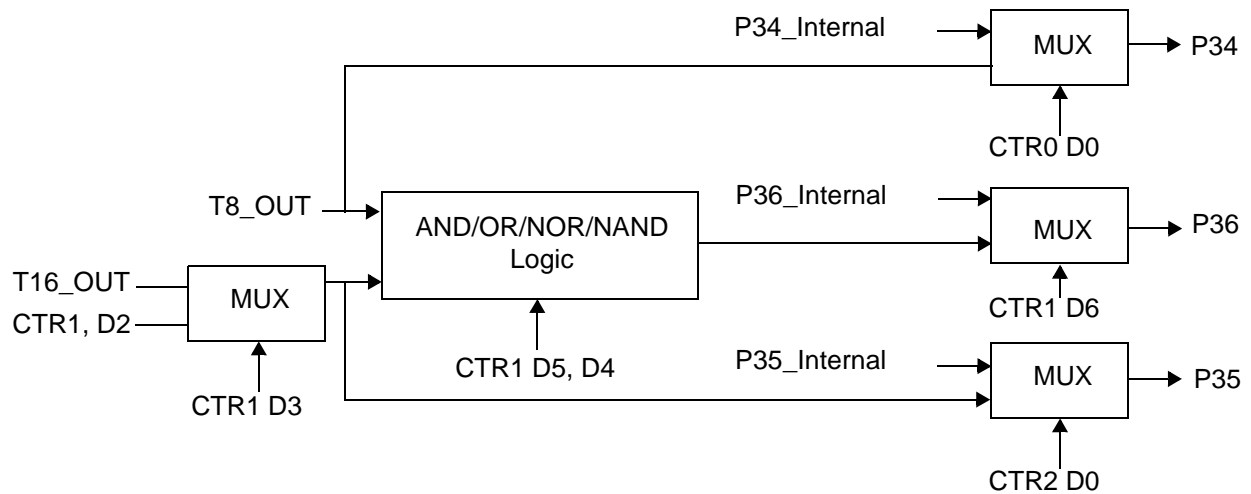 P34_Internal
MUX
P34
CTR0 D0
T8_OUT
AND/OR/NOR/NAND
Logic
P36_Internal
MUX
P36
CTR1 D6
T16_OUT
CTR1, D2
MUX
CTR1 D3
CTR1 D5, D4
P35_Internal
MUX
P35
CTR2 D0